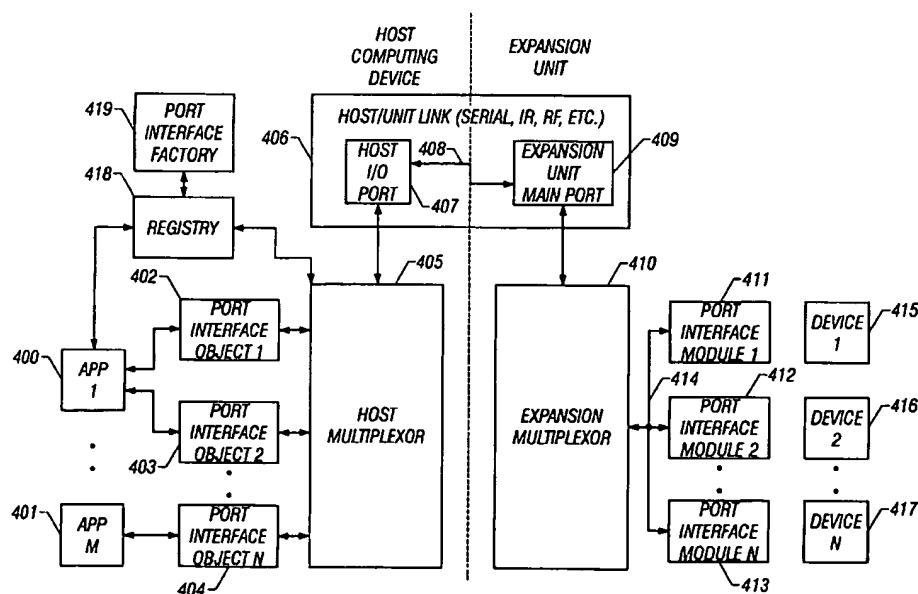 HOST
COMPUTING
DEVICE
EXPANSION
UNIT
419
PORT
INTERFACE
FACTORY
HOST/UNIT LINK (SERIAL, IR, RF, ETC.)
406
408
409
HOST
I/O
PORT
407
EXPANSION
UNIT
MAIN PORT
418
REGISTRY
402
405
410
411
PORT
INTERFACE
OBJECT 1
PORT
INTERFACE
MODULE 1
DEVICE
1
415
400
APP
1
414
412
HOST
MULTIPLEXOR
EXPANSION
MULTIPLEXOR
PORT
INTERFACE
OBJECT 2
403
PORT
INTERFACE
MODULE 2
DEVICE
2
416
401
APP
M
PORT
INTERFACE
OBJECT N
404
PORT
INTERFACE
MODULE N
413
DEVICE
N
417